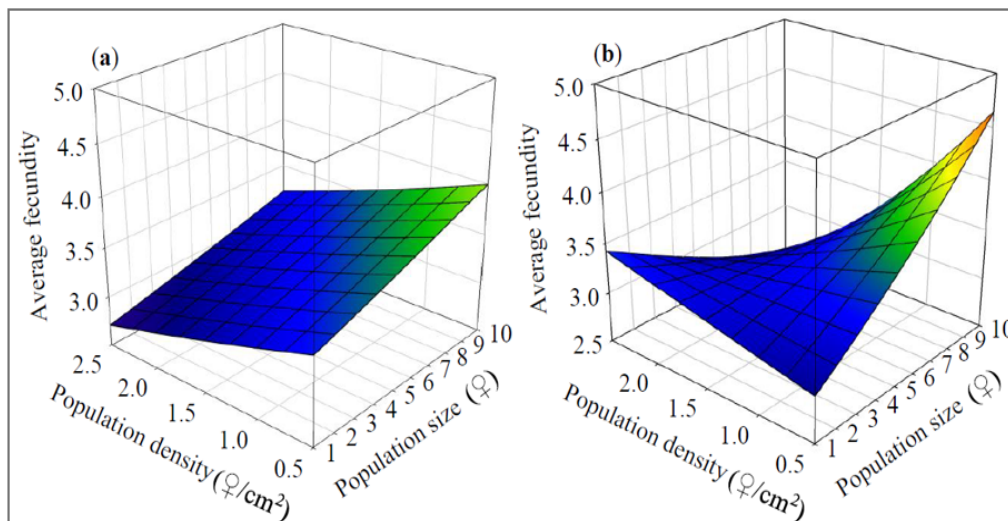 (a)
Average fecundity
5.0
4.5
4.0
3.5
3.0
2.5
2.0
1.5
1.0
0.5
Population density(♀/cm²)
1 2 3 4 5 6 7 8 9 10
Population size (♀)
(b)
Average fecundity
5.0
4.5
4.0
3.5
3.0
2.5
2.0
1.5
1.0
0.5
Population density(♀/cm²)
1 2 3 4 5 6 7 8 9 10
Population size (♀)